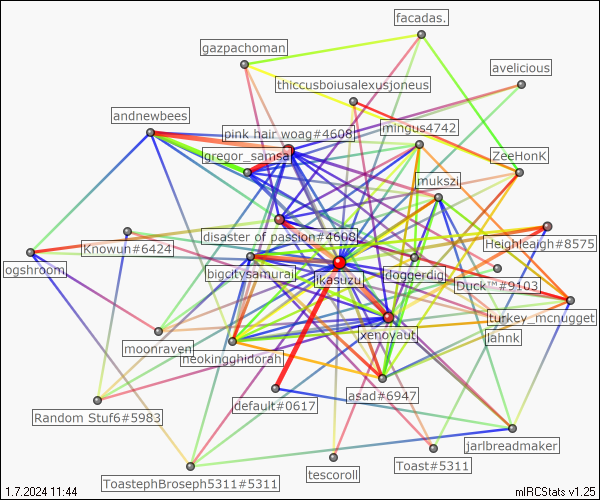 facadas.
gazpachoman
avelicious
thiccusboiusalexusjoneus
andnewbees
pink hair woag#4608
mingus4742
gregor_samsa
ZeeHonK
mukszi
disaster of passion#4608
Knowun#6424
Heighleigh#8575
ogshroom
bigcitysamurai
doggerdig
jkasuzu
Duck™#9103
turkey_mcnugget
xenoyaut
lahnk
moonraven
neokingghidorah
asad#6947
default#0617
Random Stuf6#5983
jarlbreadmaker
Toast#5311
tescoroll
ToastephBroseph5311#5311
1.7.2024 11:44
mIRCStats v1.25